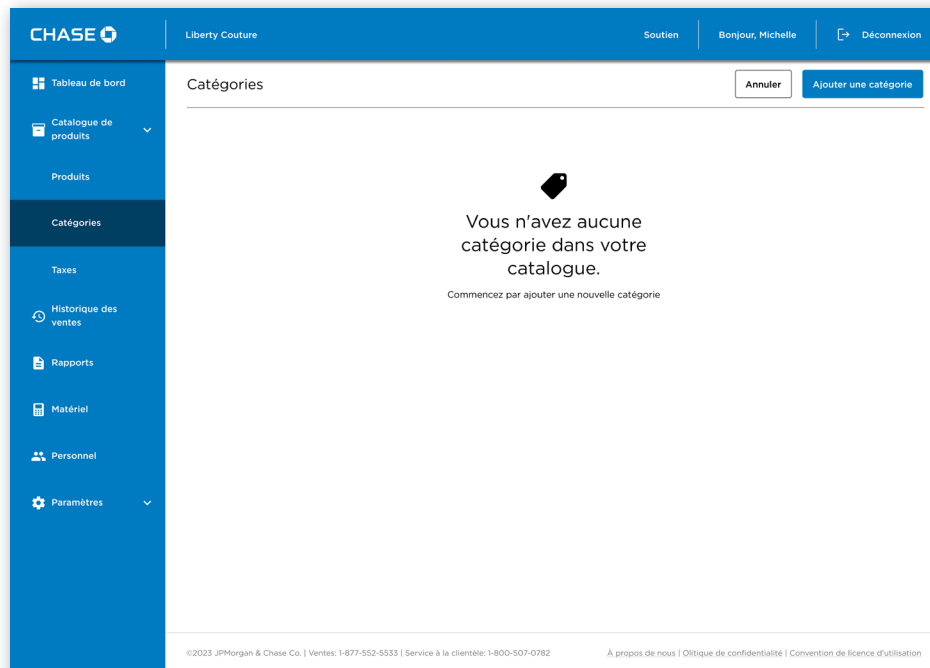 CHASE
Liberty Couture
Soutien
Bonjour, Michelle
Déconnexion
Tableau de bord
Catalogue de
produits
Produits
Catégories
Taxes
Historique des
ventes
Rapports
Matériel
Personnel
Paramètres
Catégories
Annuler
Ajouter une catégorie
Vous n'avez aucune
catégorie dans votre
catalogue.
Commencez par ajouter une nouvelle catégorie
©2023 JPMorgan & Chase Co. | Ventes: 1-877-552-5533 | Service à la clientèle: 1-800-507-0782
À propos de nous | Olitique de confidentialité | Convention de licence d'utilisation